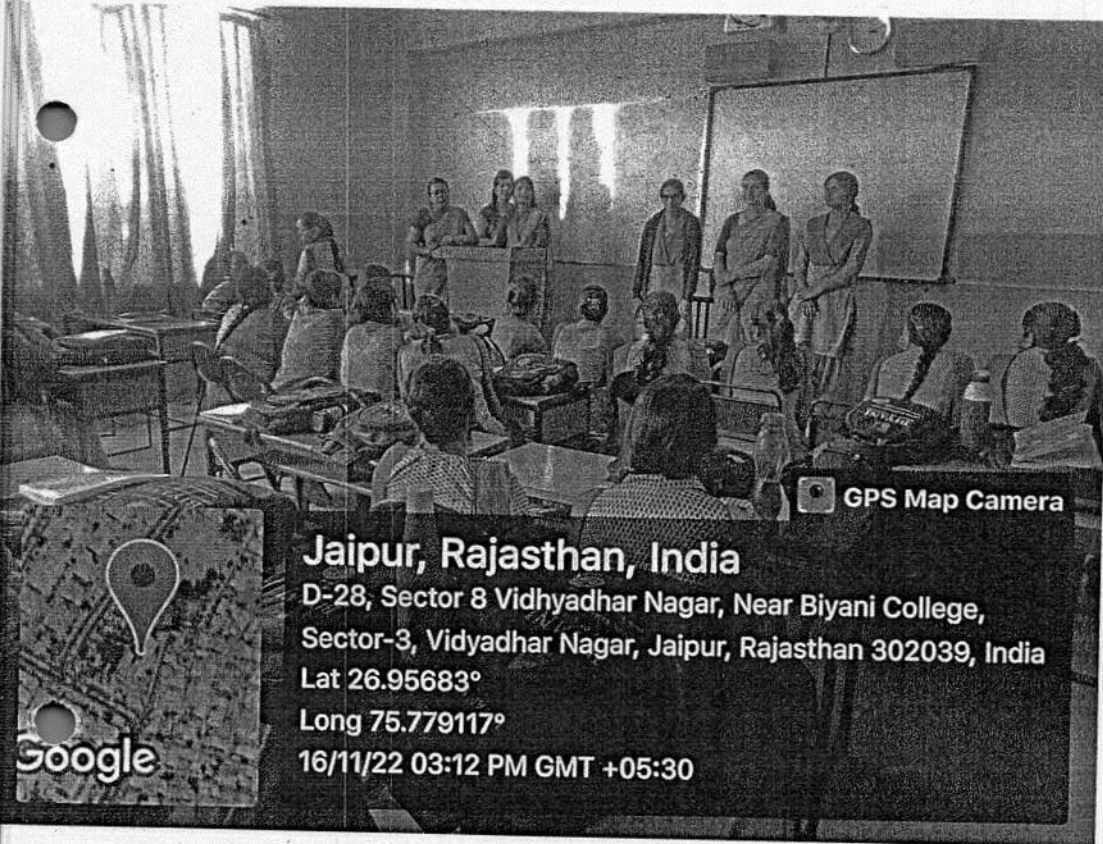 GPS Map Camera
Jaipur, Rajasthan, India
D-28, Sector 8 Vidhyadhar Nagar, Near Biyani College,
Sector-3, Vidyadhar Nagar, Jaipur, Rajasthan 302039, India
Lat 26.95683°
Long 75.779117°
16/11/22 03:12 PM GMT +05:30
Google